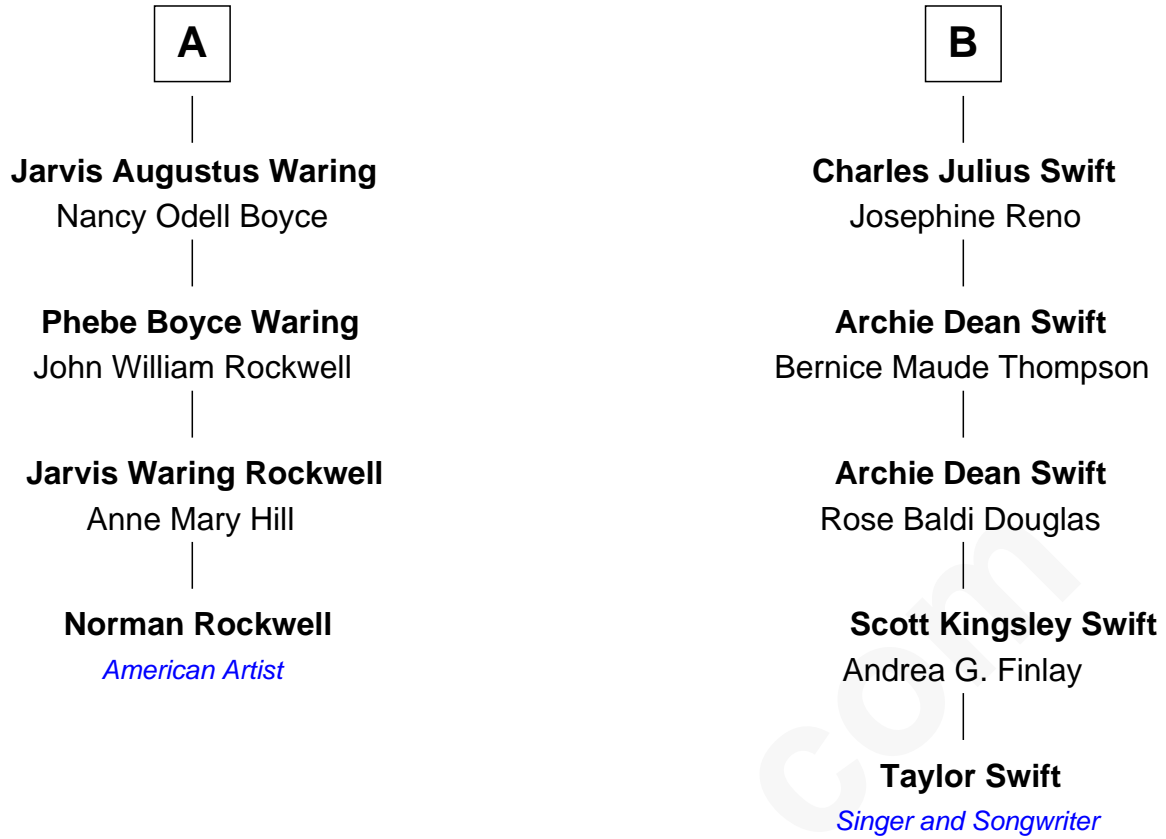 A
Jarvis Augustus Waring
Nancy Odell Boyce
Phebe Boyce Waring
John William Rockwell
Jarvis Waring Rockwell
Anne Mary Hill
Norman Rockwell
American Artist
B
Charles Julius Swift
Josephine Reno
Archie Dean Swift
Bernice Maude Thompson
Archie Dean Swift
Rose Baldi Douglas
Scott Kingsley Swift
Andrea G. Finlay
Taylor Swift
Singer and Songwriter
com